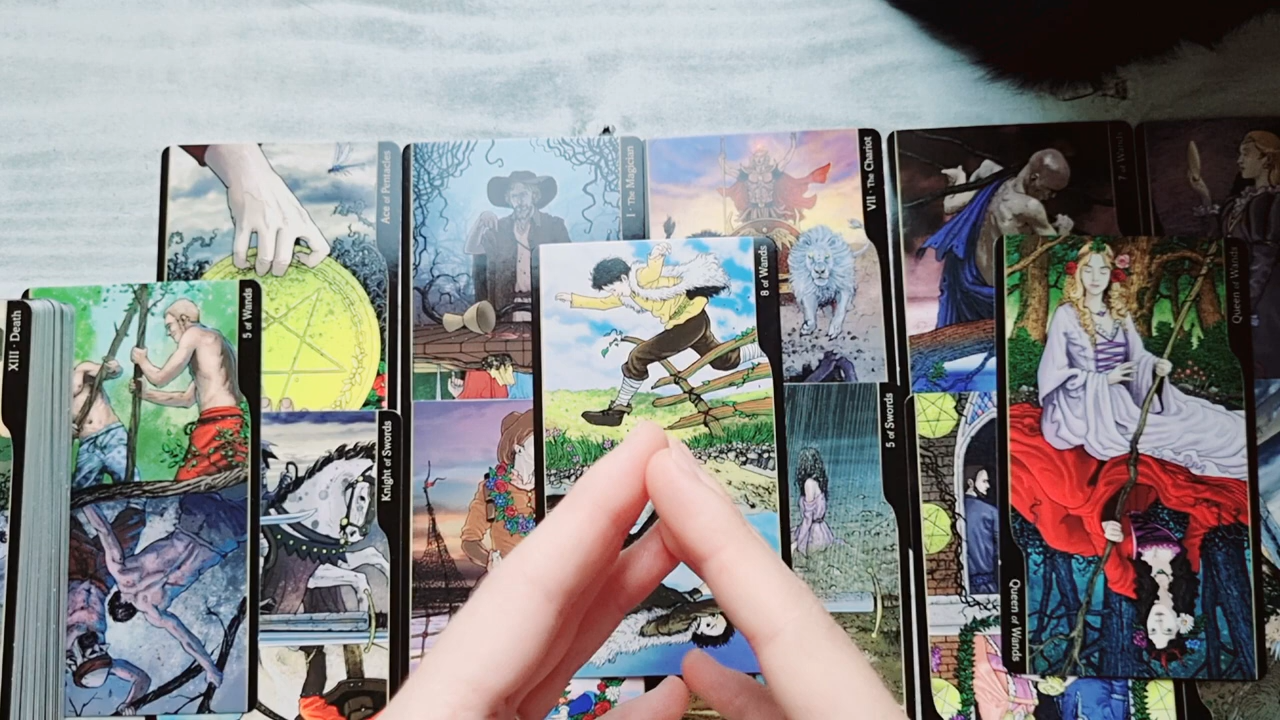 Ace of Pentacles
I · The Magician
VII · The Chariot
7 of Wands
XIII · Death
5 of Wands
8 of Wands
Queen of Wands
Knight of Swords
5 of Swords
Queen of Wands